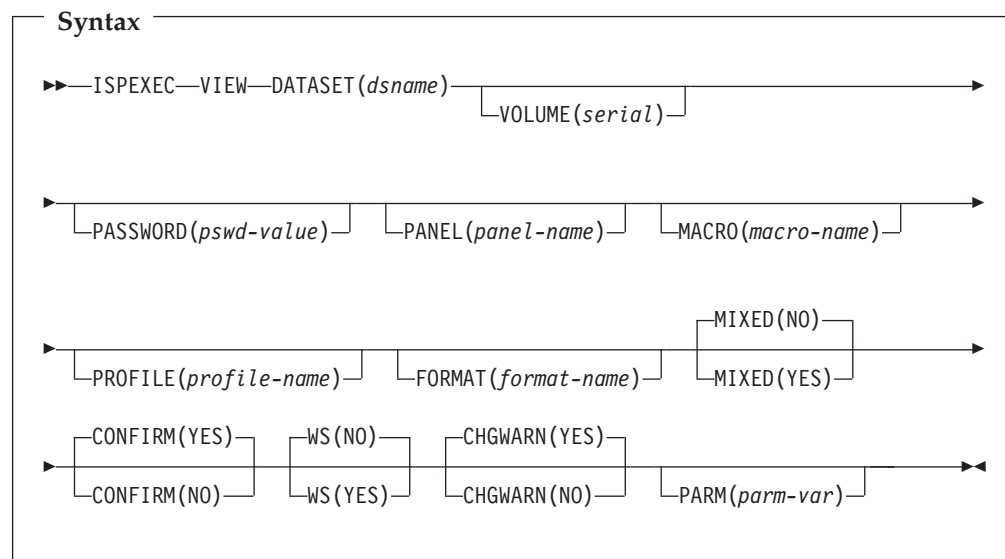 Syntax
ISPEXEC VIEW DATASET(dsname)
VOLUME(serial)
PASSWORD(pswd-value) PANEL(panel-name) MACRO(macro-name)
MIXED(NO)
PROFILE(profile-name) FORMAT(format-name) MIXED(YES)
CONFIRM(YES) WS(NO) CHGWARN(YES)
CONFIRM(NO) WS(YES) CHGWARN(NO) PARM(parm-var)